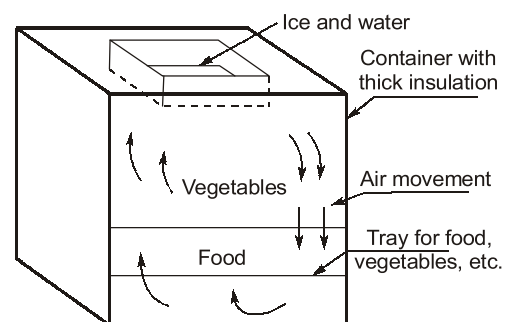 Ice and water
Container with
thick insulation
Vegetables
Air movement
Food
Tray for food,
vegetables, etc.